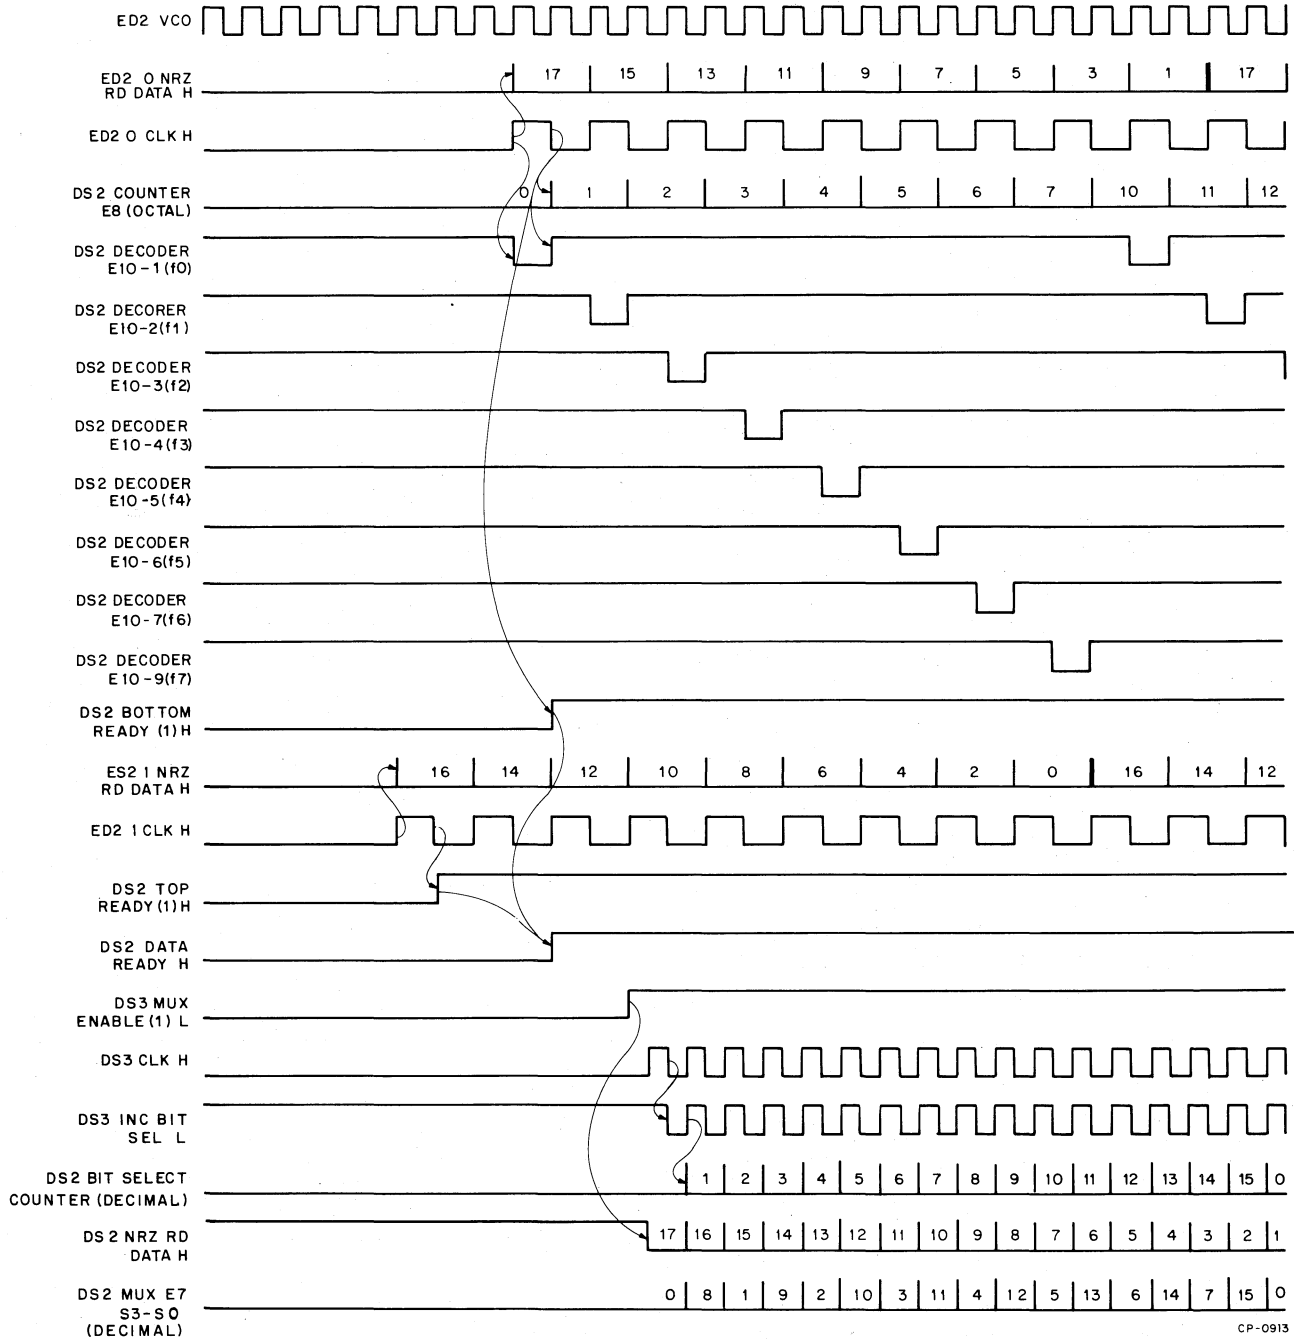 ED2 VCO
ED2 0 NRZ
RD DATA H
17 15 13 11 9 7 5 3 1 17
ED2 0 CLK H
DS2 COUNTER
E8 (OCTAL)
0 1 2 3 4 5 6 7 10 11 12
DS2 DECODER
E10-1(f0)
DS2 DECORER
E10-2(f1)
DS2 DECODER
E10-3(f2)
DS2 DECODER
E10-4(f3)
DS2 DECODER
E10-5(f4)
DS2 DECODER
E10-6(f5)
DS2 DECODER
E10-7(f6)
DS2 DECODER
E10-9(f7)
DS2 BOTTOM
READY (1) H
ES2 1 NRZ
RD DATA H
16 14 12 10 8 6 4 2 0 16 14 12
ED2 1 CLK H
DS2 TOP
READY (1) H
DS2 DATA
READY H
DS3 MUX
ENABLE (1) L
DS3 CLK H
DS3 INC BIT
SEL L
DS2 BIT SELECT
COUNTER (DECIMAL)
1 2 3 4 5 6 7 8 9 10 11 12 13 14 15 0
DS2 NRZ RD
DATA H
17 16 15 14 13 12 11 10 9 8 7 6 5 4 3 2 1
DS2 MUX E7
S3-S0
(DECIMAL)
0 8 1 9 2 10 3 11 4 12 5 13 6 14 7 15 0
CP-0913